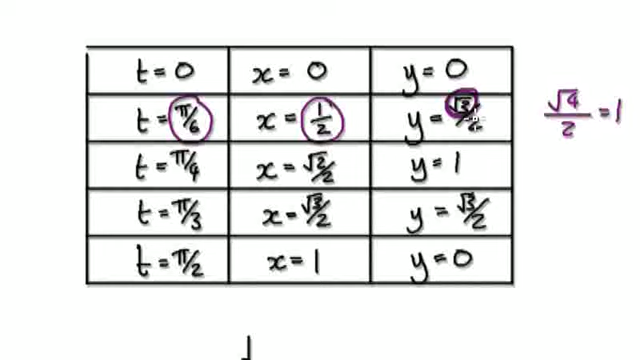 t = 0 x = 0 y = 0
t = π/6 x = 1/2 y = √3/2
t = π/4 x = √2/2 y = 1
t = π/3 x = √3/2 y = √3/2
t = π/2 x = 1 y = 0
√4/2 = 1